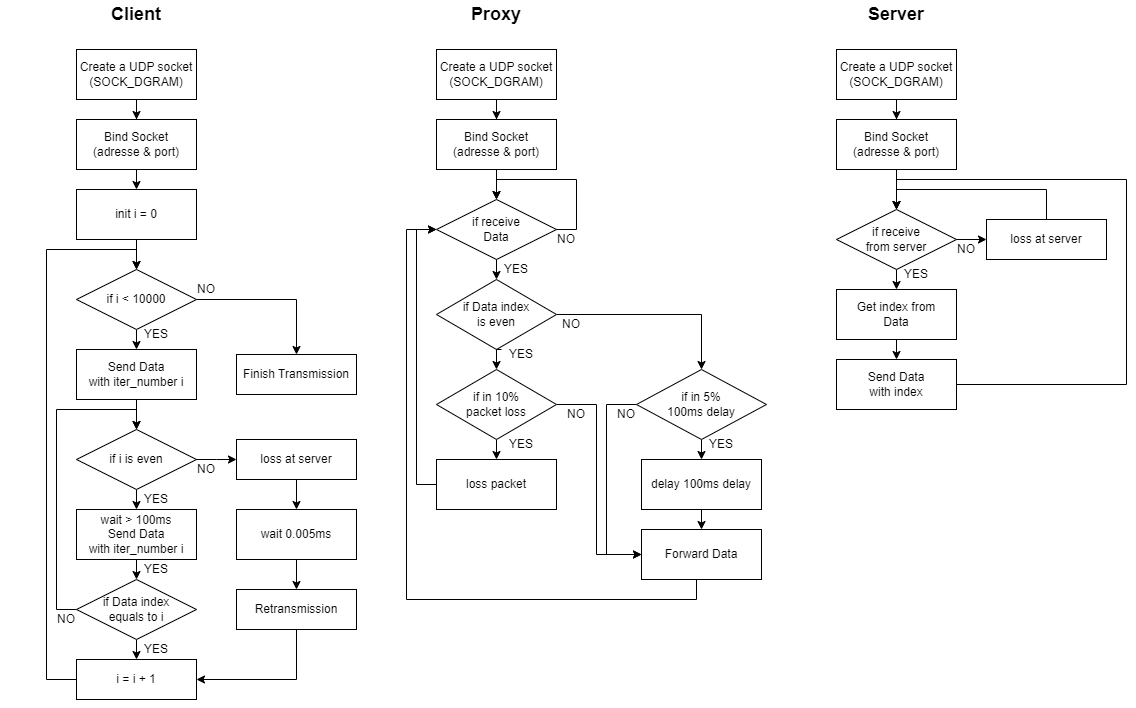 Client
Create a UDP socket
(SOCK_DGRAM)
Bind Socket
(adresse & port)
init i = 0
if i < 10000
NO
YES
Send Data
with iter_number i
Finish Transmission
if i is even
NO
YES
loss at server
wait > 100ms
Send Data
with iter_number i
wait 0.005ms
YES
if Data index
equals to i
NO
YES
Retransmission
i = i + 1
Proxy
Create a UDP socket
(SOCK_DGRAM)
Bind Socket
(adresse & port)
if receive
Data
NO
YES
if Data index
is even
NO
YES
if in 10%
packet loss
NO
YES
loss packet
if in 5%
100ms delay
NO
YES
delay 100ms delay
Forward Data
Server
Create a UDP socket
(SOCK_DGRAM)
Bind Socket
(adresse & port)
if receive
from server
NO
YES
loss at server
Get index from
Data
Send Data
with index